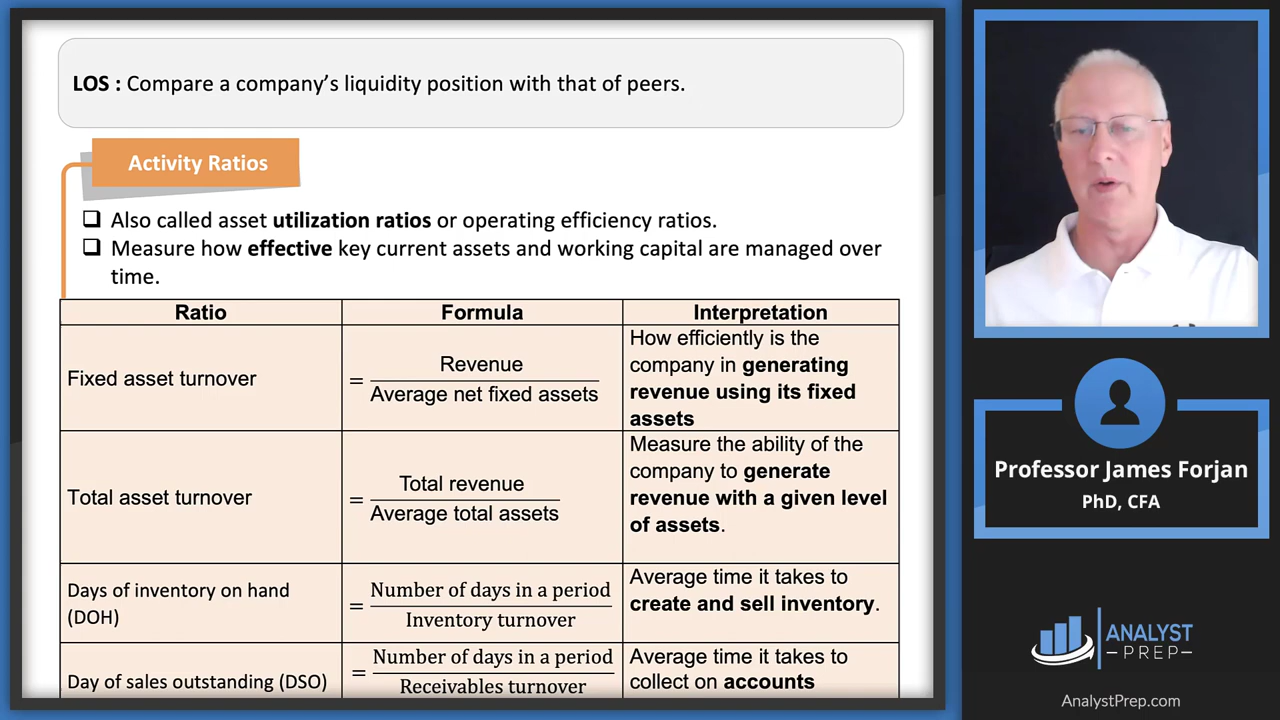 LOS : Compare a company's liquidity position with that of peers.
Activity Ratios
❑ Also called asset utilization ratios or operating efficiency ratios.
❑ Measure how effective key current assets and working capital are managed over
time.
Ratio
Formula
Interpretation
Fixed asset turnover
= Revenue
Average net fixed assets
How efficiently is the
company in generating
revenue using its fixed
assets
Total asset turnover
= Total revenue
Average total assets
Measure the ability of the
company to generate
revenue with a given level
of assets.
Days of inventory on hand
(DOH)
= Number of days in a period
Inventory turnover
Average time it takes to
create and sell inventory.
Day of sales outstanding (DSO)
= Number of days in a period
Receivables turnover
Average time it takes to
collect on accounts
Professor James Forjan
PhD, CFA
ANALYST
–PREP–
AnalystPrep.com